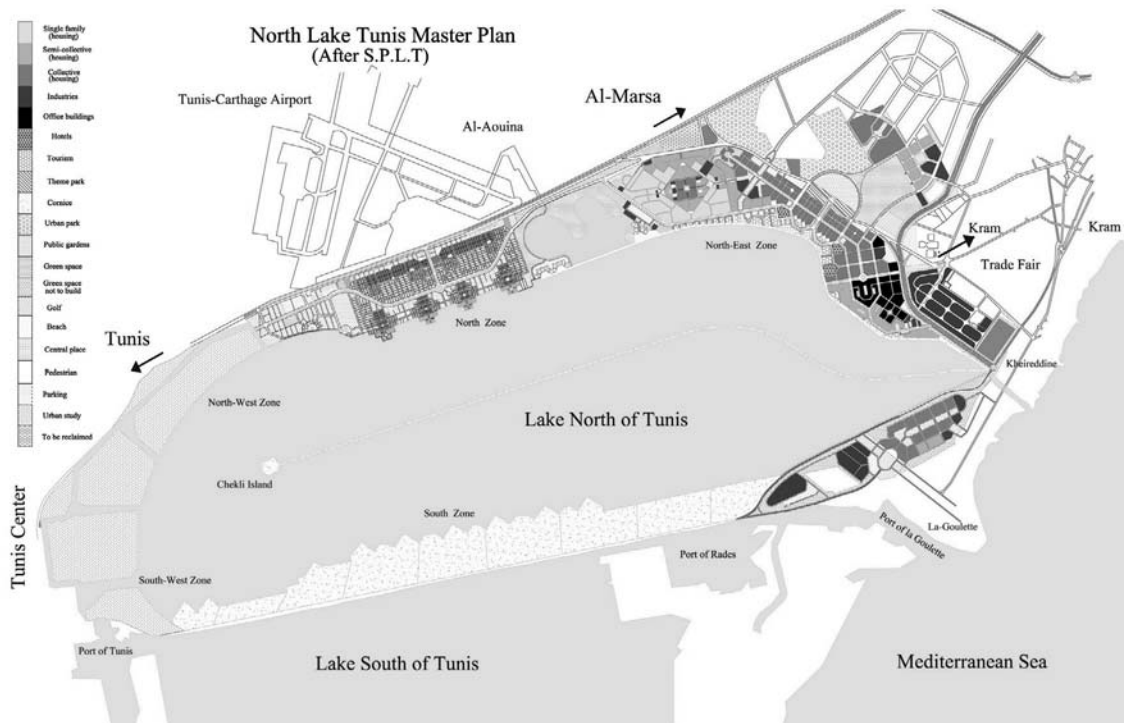 Single family
(housing)
Semi-collective
(housing)
Collective
(housing)
Industries
Office buildings
Hotels
Tourism
Theme park
Cornice
Urban park
Public gardens
Green space
Green space
not to build
Golf
Beach
Central place
Pedestrian
Parking
Urban study
To be reclaimed
North Lake Tunis Master Plan
(After S.P.L.T)
Tunis-Carthage Airport
Al-Aouina
Al-Marsa
Kram
Kram
Trade Fair
North-East Zone
North Zone
Tunis
Kheireddine
North-West Zone
Lake North of Tunis
Chekli Island
South Zone
La-Goulette
Port of la Goulette
Port of Rades
Tunis Center
South-West Zone
Port of Tunis
Lake South of Tunis
Mediterranean Sea